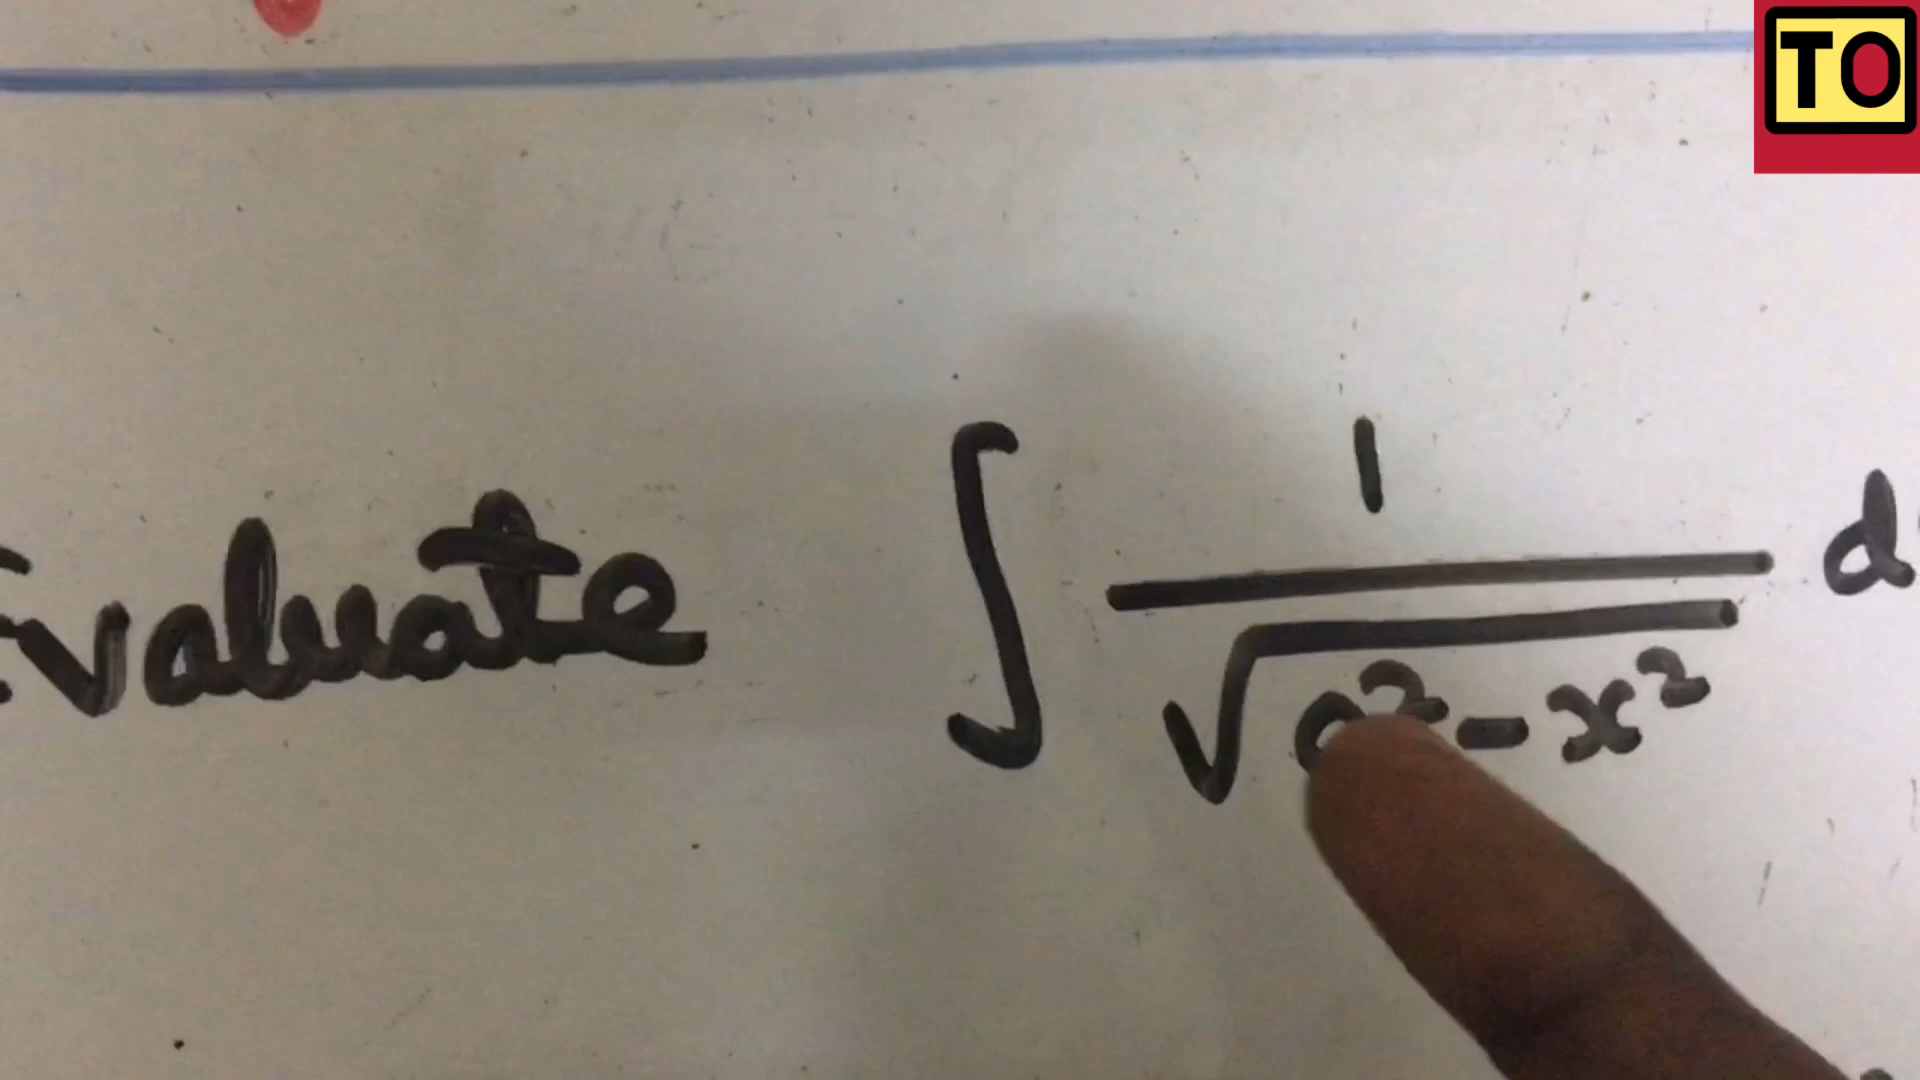 TO
Evaluate ∫ 1/√(a² - x²) d